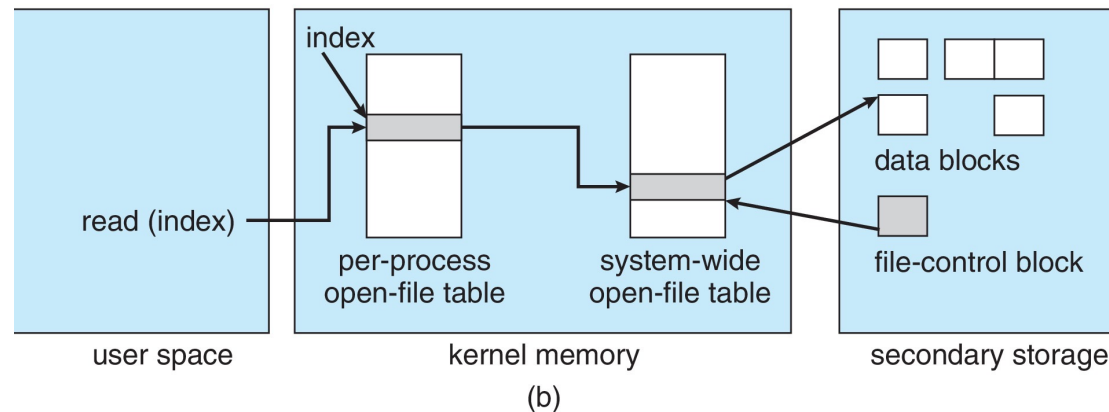 index
read (index)
per-process
open-file table
system-wide
open-file table
data blocks
file-control block
user space
kernel memory
secondary storage
(b)